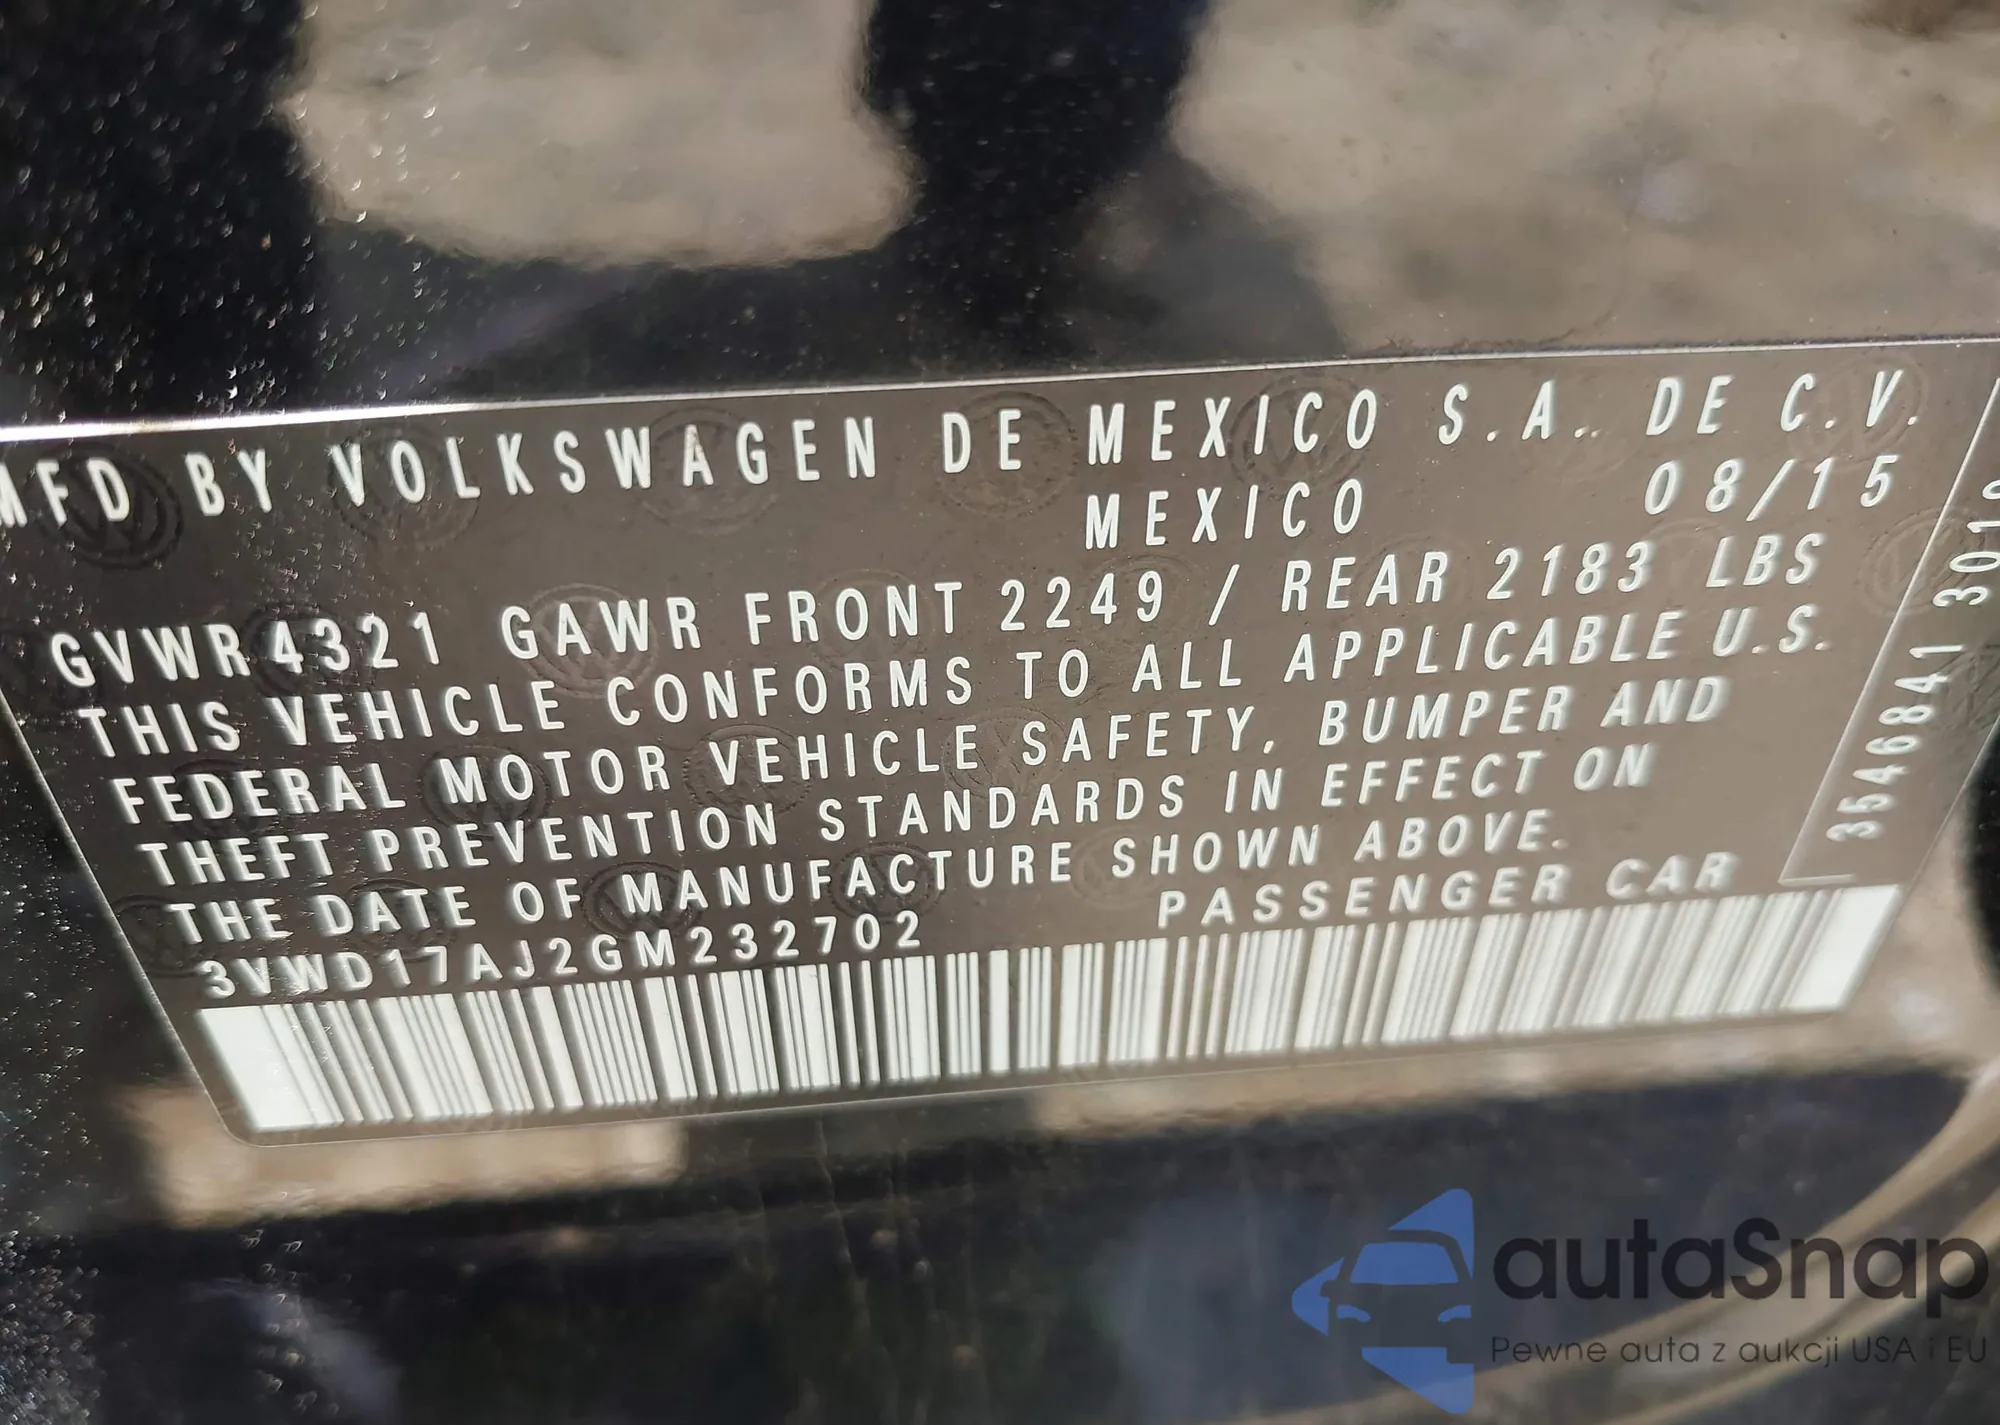 MFD BY VOLKSWAGEN DE MEXICO S.A. DE C.V.
MEXICO 08/15
GVWR 4321 GAWR FRONT 2249 / REAR 2183 LBS
THIS VEHICLE CONFORMS TO ALL APPLICABLE U.S.
FEDERAL MOTOR VEHICLE SAFETY, BUMPER AND
THEFT PREVENTION STANDARDS IN EFFECT ON
THE DATE OF MANUFACTURE SHOWN ABOVE.
3VWD17AJ2GM232702 PASSENGER CAR
3546841
autaSnap
Pewne auta z aukcji USA i EU